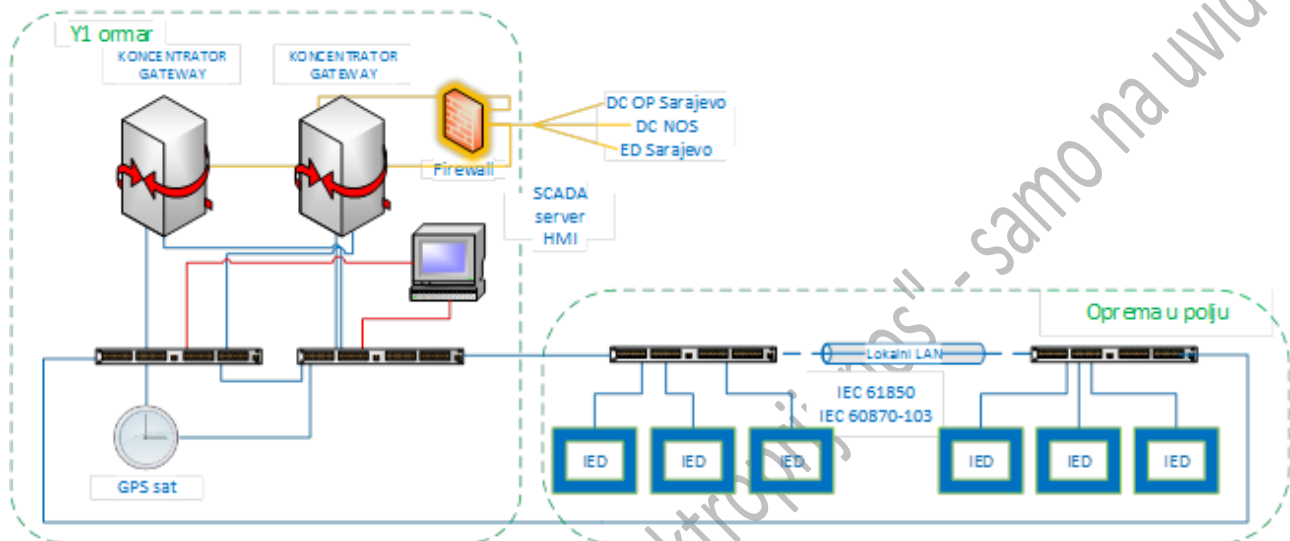 Y1 ormar
KONCENTRATOR
GATEWAY
KONCENTRATOR
GATEWAY
Firewall
DC OP Sarajevo
DC NOS
ED Sarajevo
SCADA
server
HMI
GPS sat
Oprema u polju
Lokalni LAN
IEC 61850
IEC 60870-103
IED
IED
IED
IED
IED
IED
" - samo na uvid